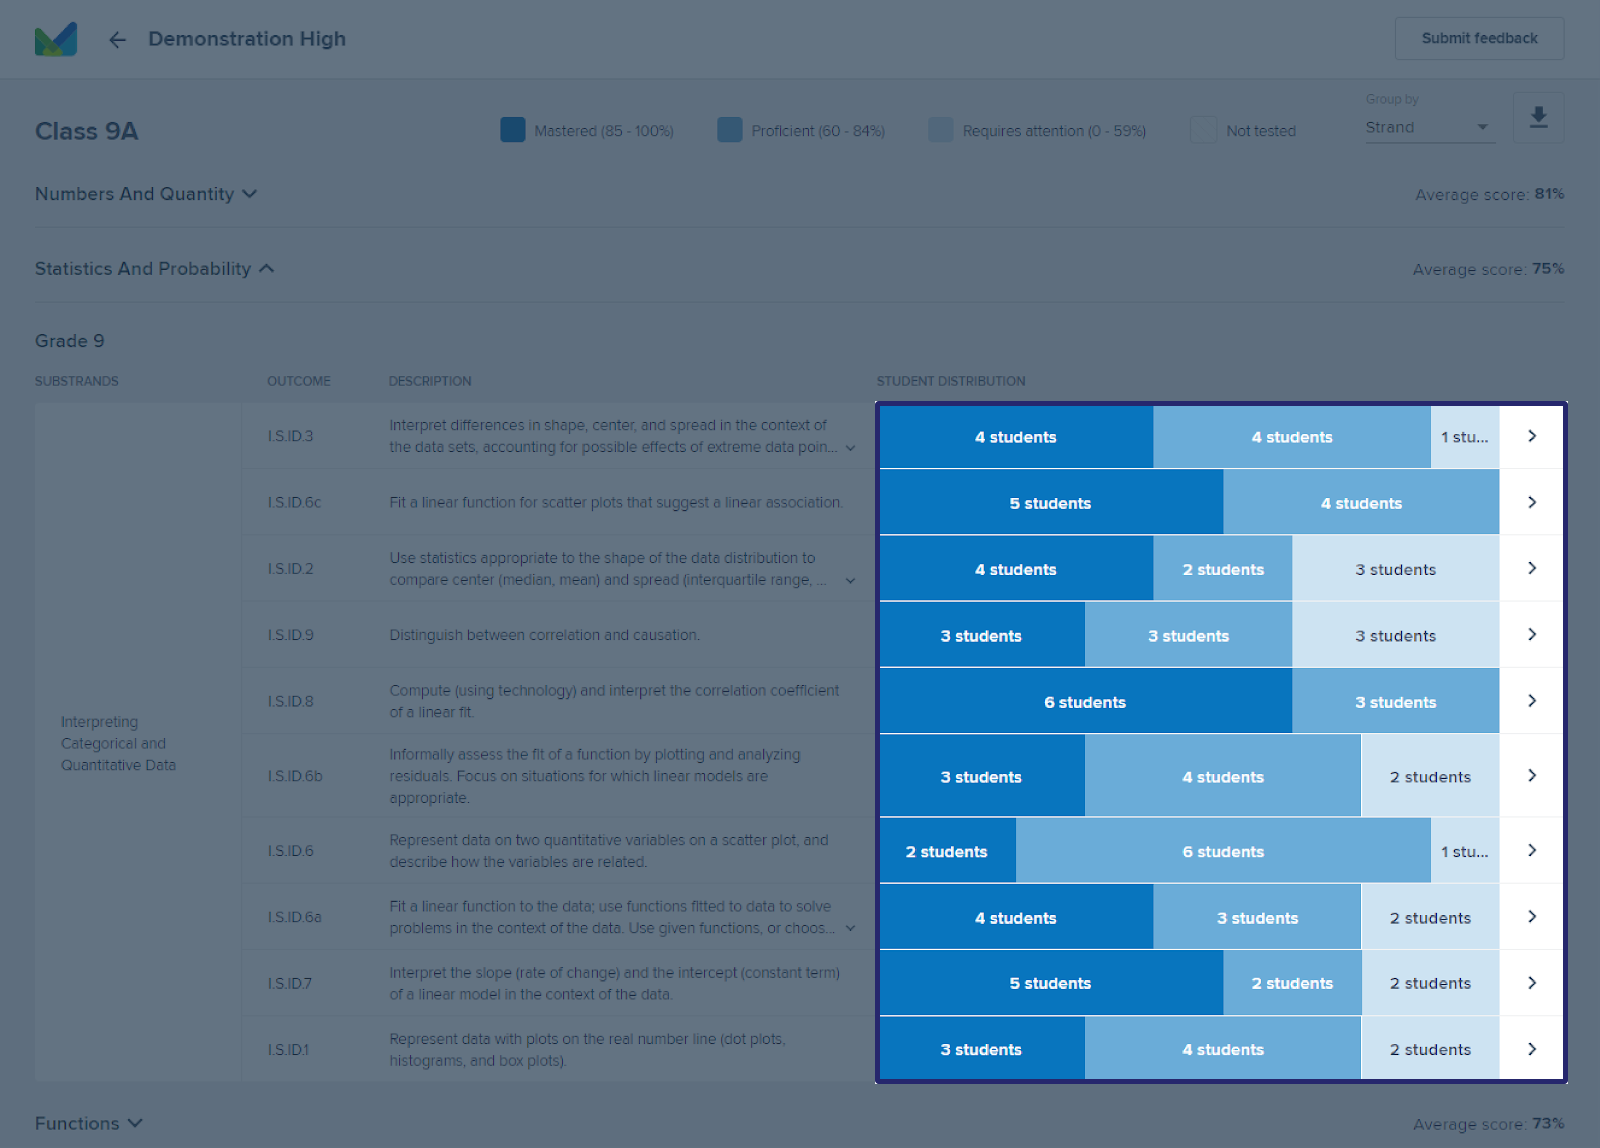 Demonstration High
Submit feedback
Class 9A
Mastered (85 - 100%)
Proficient (60 - 84%)
Requires attention (0 - 59%)
Not tested
Group by
Strand
Numbers And Quantity
Average score: 81%
Statistics And Probability
Average score: 75%
Grade 9
SUBSTRANDS
OUTCOME
DESCRIPTION
STUDENT DISTRIBUTION
Interpreting
Categorical and
Quantitative Data
I.S.ID.3
Interpret differences in shape, center, and spread in the context of
the data sets, accounting for possible effects of extreme data poin...
4 students
4 students
1 stu...
I.S.ID.6c
Fit a linear function for scatter plots that suggest a linear association.
5 students
4 students
I.S.ID.2
Use statistics appropriate to the shape of the data distribution to
compare center (median, mean) and spread (interquartile range, ...
4 students
2 students
3 students
I.S.ID.9
Distinguish between correlation and causation.
3 students
3 students
3 students
I.S.ID.8
Compute (using technology) and interpret the correlation coefficient
of a linear fit.
6 students
3 students
I.S.ID.6b
Informally assess the fit of a function by plotting and analyzing
residuals. Focus on situations for which linear models are
appropriate.
3 students
4 students
2 students
I.S.ID.6
Represent data on two quantitative variables on a scatter plot, and
describe how the variables are related.
2 students
6 students
1 stu...
I.S.ID.6a
Fit a linear function to the data; use functions fitted to data to solve
problems in the context of the data. Use given functions, or choos...
4 students
3 students
2 students
I.S.ID.7
Interpret the slope (rate of change) and the intercept (constant term)
of a linear model in the context of the data.
5 students
2 students
2 students
I.S.ID.1
Represent data with plots on the real number line (dot plots,
histograms, and box plots).
3 students
4 students
2 students
Functions
Average score: 73%